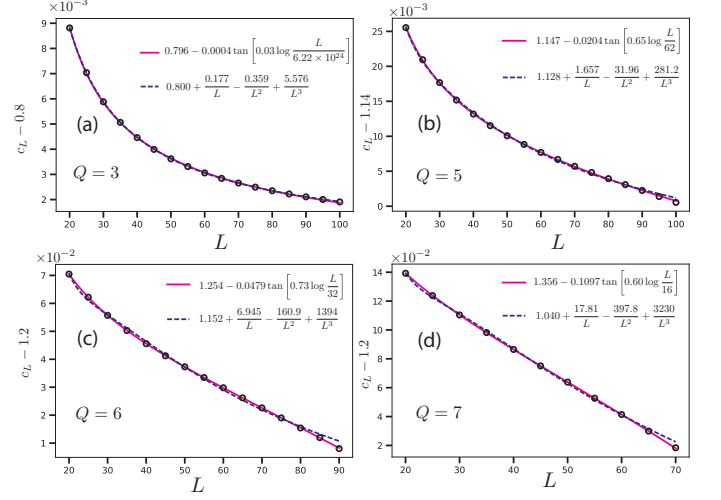 ×10⁻³
9
8
7
6
5
4
3
2
c_L − 0.8
0.796 − 0.0004 tan [0.03 log L/(6.22 × 10²⁴)]
0.800 + 0.177/L − 0.359/L² + 5.576/L³
(a)
Q = 3
20 30 40 50 60 70 80 90 100
L
×10⁻³
25
20
15
10
5
0
c_L − 1.14
1.147 − 0.0204 tan [0.65 log L/62]
1.128 + 1.657/L − 31.96/L² + 281.2/L³
(b)
Q = 5
20 30 40 50 60 70 80 90 100
L
×10⁻²
7
6
5
4
3
2
1
c_L − 1.2
1.254 − 0.0479 tan [0.73 log L/32]
1.152 + 6.945/L − 160.9/L² + 1394/L³
(c)
Q = 6
20 30 40 50 60 70 80 90
L
×10⁻²
14
12
10
8
6
4
2
c_L − 1.2
1.356 − 0.1097 tan [0.60 log L/16]
1.040 + 17.81/L − 397.8/L² + 3230/L³
(d)
Q = 7
20 30 40 50 60 70
L